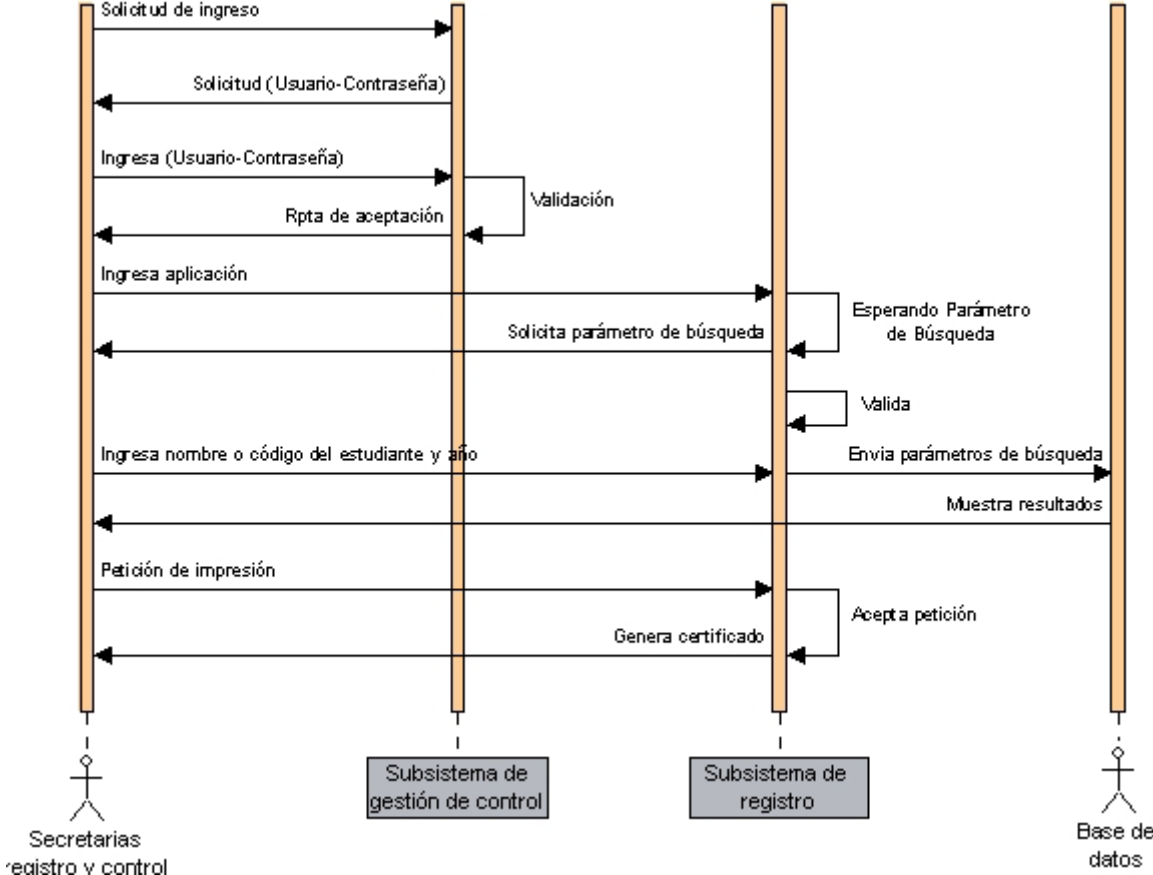 Solicitud de ingreso
Solicitud (Usuario-Contraseña)
Ingresa (Usuario-Contraseña)
Validación
Rpta de aceptación
Ingresa aplicación
Esperando Parámetro
de Búsqueda
Solicita parámetro de búsqueda
Valida
Ingresa nombre o código del estudiante y año
Envia parámetros de búsqueda
Muestra resultados
Petición de impresión
Acepta petición
Genera certificado
Subsistema de
gestión de control
Subsistema de
registro
Secretarias
registro y control
Base de
datos